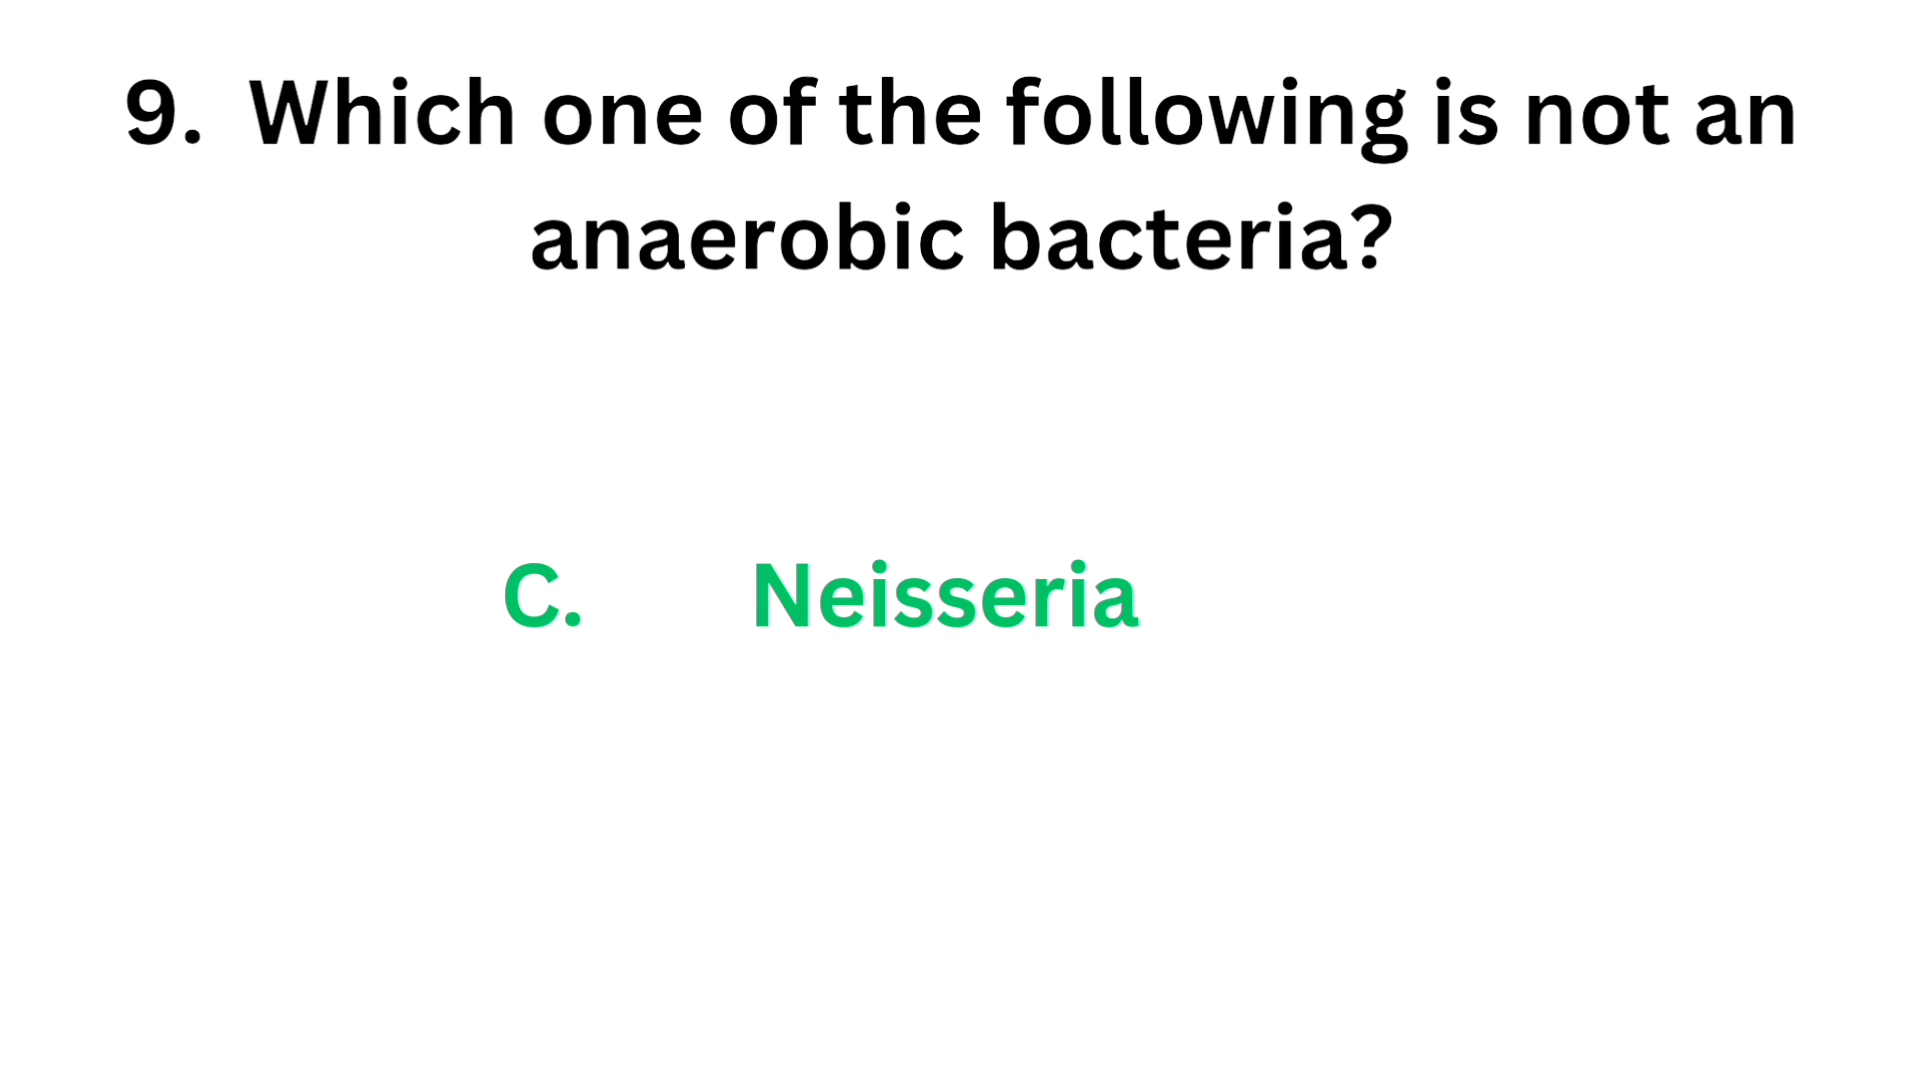 9. Which one of the following is not an
anaerobic bacteria?
C. Neisseria